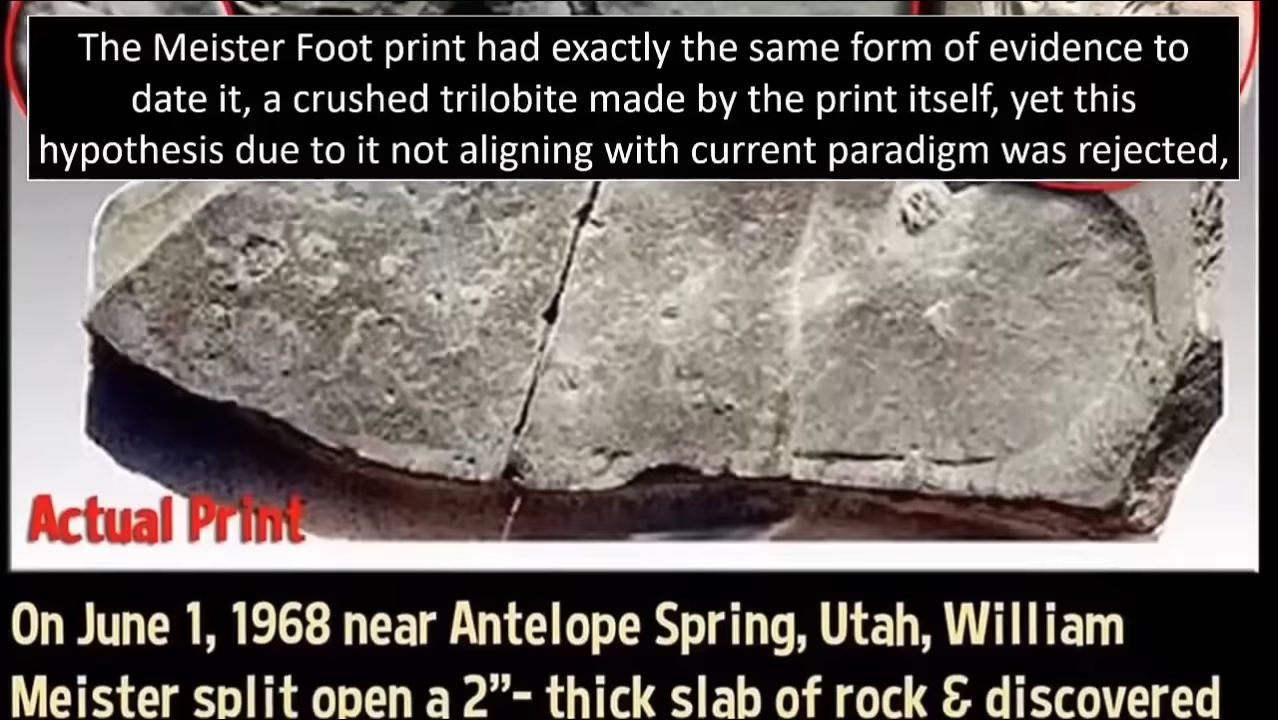 The Meister Foot print had exactly the same form of evidence to
date it, a crushed trilobite made by the print itself, yet this
hypothesis due to it not aligning with current paradigm was rejected,
Actual Print
On June 1, 1968 near Antelope Spring, Utah, William
Meister split open a 2”- thick slab of rock & discovered